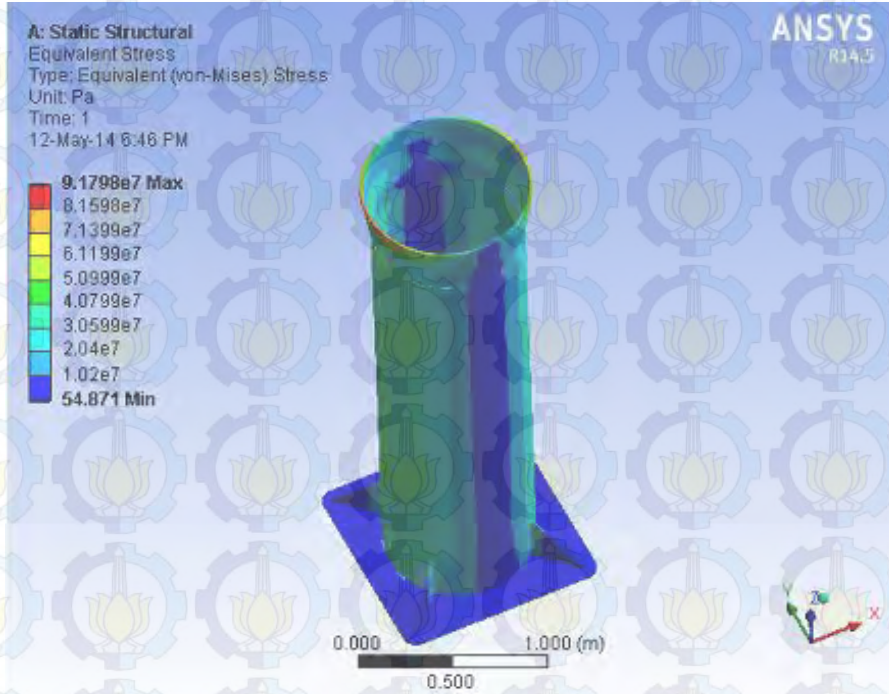 A: Static Structural
Equivalent Stress
Type: Equivalent (von-Mises) Stress
Unit: Pa
Time: 1
12-May-14 6:46 PM
ANSYS
R14.5
9.1798e7 Max
8.1598e7
7.1399e7
6.1199e7
5.0999e7
4.0799e7
3.0599e7
2.04e7
1.02e7
54.871 Min
0.000 1.000 (m)
0.500
Y
Z
X